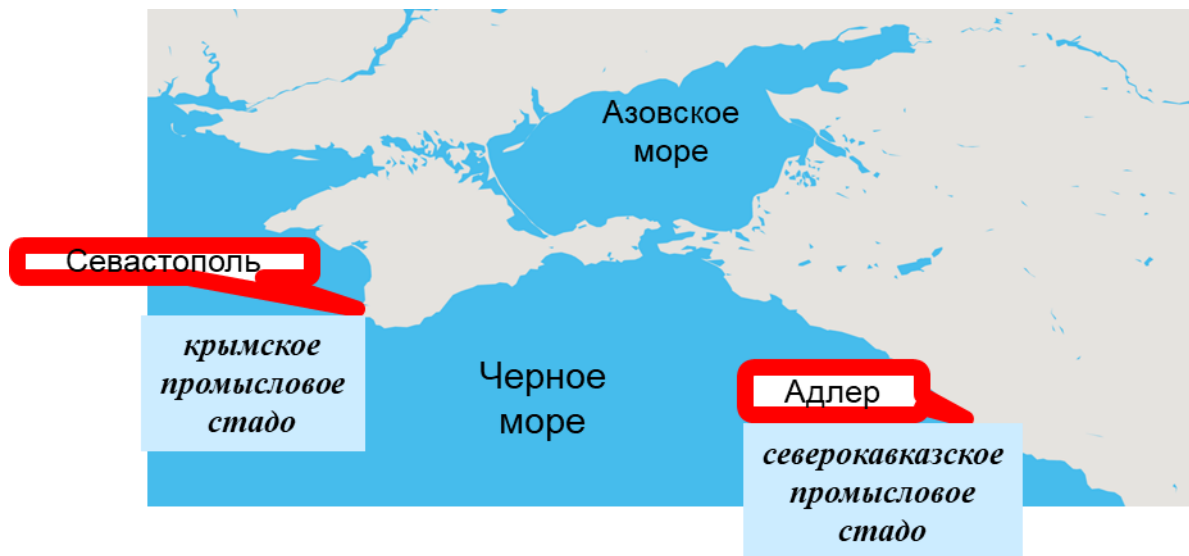 Азовское
море
Севастополь
крымское
промысловое
стадо
Черное
море
Адлер
северокавказское
промысловое
стадо